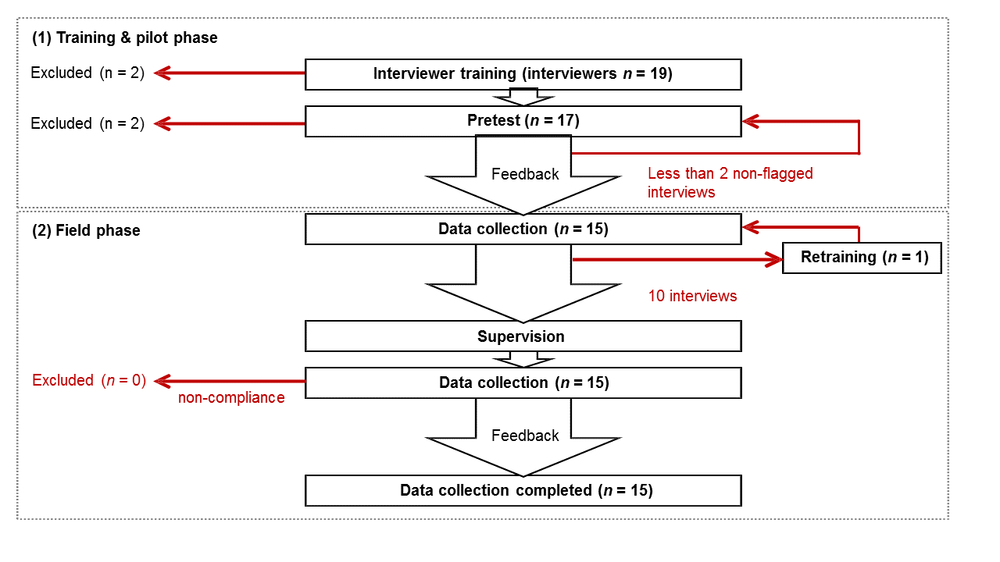 (1) Training & pilot phase
Excluded (n = 2)
Interviewer training (interviewers n = 19)
Excluded (n = 2)
Pretest (n = 17)
Feedback
Less than 2 non-flagged
interviews
(2) Field phase
Data collection (n = 15)
Retraining (n = 1)
10 interviews
Supervision
Excluded (n = 0)
non-compliance
Data collection (n = 15)
Feedback
Data collection completed (n = 15)